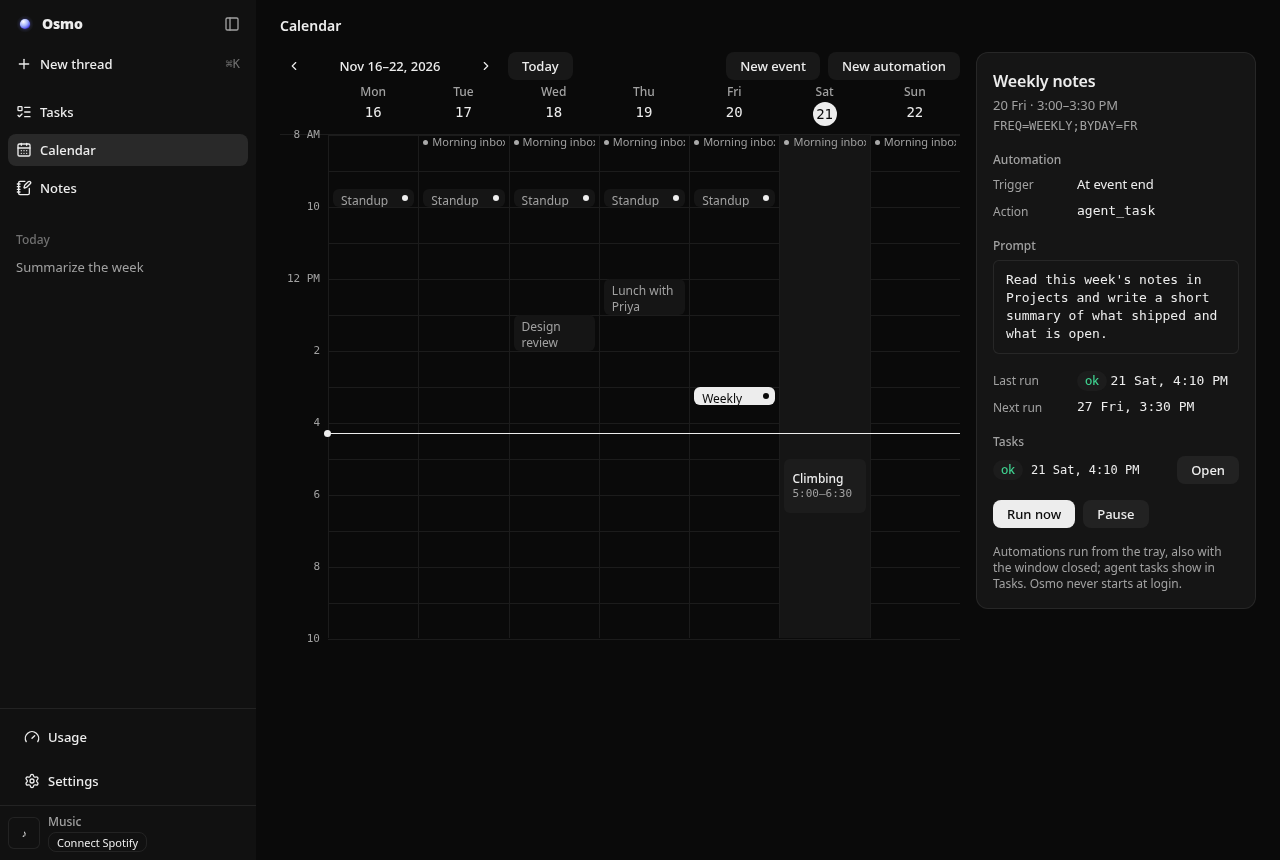 Osmo
New thread ⌘K
Tasks
Calendar
Notes
Today
Summarize the week
Usage
Settings
Music
Connect Spotify
Calendar
Nov 16–22, 2026
Today
New event
New automation
Mon Tue Wed Thu Fri Sat Sun
16 17 18 19 20 21 22
8 AM
Morning inbo Morning inbo Morning inbo Morning inbo Morning inbo Morning inbo
Standup Standup Standup Standup Standup
10
12 PM
Lunch with
Priya
Design
review
2
Weekly
4
Climbing
5:00–6:30
6
8
10
Weekly notes
20 Fri · 3:00–3:30 PM
FREQ=WEEKLY;BYDAY=FR
Automation
Trigger At event end
Action agent_task
Prompt
Read this week's notes in
Projects and write a short
summary of what shipped and
what is open.
Last run ok 21 Sat, 4:10 PM
Next run 27 Fri, 3:30 PM
Tasks
ok 21 Sat, 4:10 PM Open
Run now Pause
Automations run from the tray, also with
the window closed; agent tasks show in
Tasks. Osmo never starts at login.